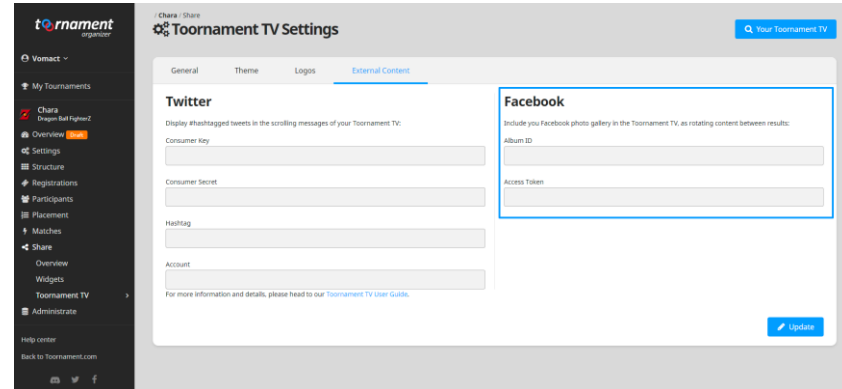 toornament
organizer
Vomact
My Tournaments
Chara
Dragon Ball FighterZ
Overview Draft
Settings
Structure
Registrations
Participants
Placement
Matches
Share
Overview
Widgets
Toornament TV
Administrate
Help center
Back to Toornament.com
/ Chara / Share
Toornament TV Settings
Your Toornament TV
General Theme Logos External Content
Twitter
Display #hashtagged tweets in the scrolling messages of your Toornament TV:
Consumer Key
Consumer Secret
Hashtag
Account
For more information and details, please head to our Toornament TV User Guide.
Facebook
Include you Facebook photo gallery in the Toornament TV, as rotating content between results:
Album ID
Access Token
Update